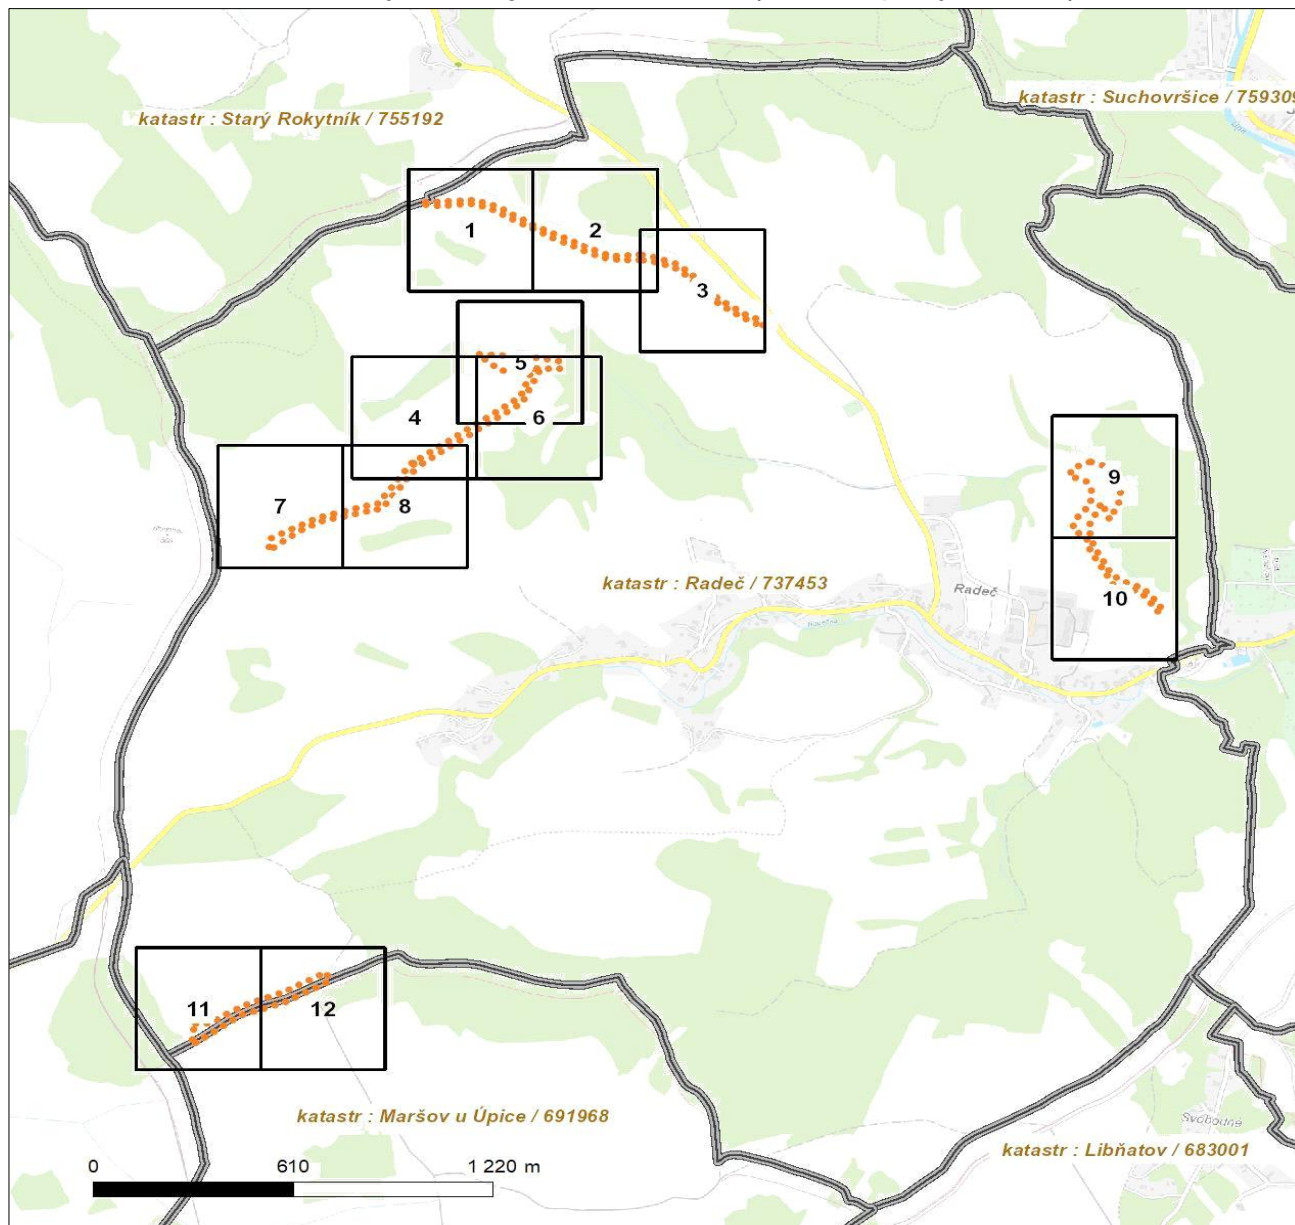 katastr : Suchovršice / 759309
katastr : Starý Rokytník / 755192
1
2
3
5
4
6
9
7
8
katastr : Radeč / 737453
Radeč
10
11
12
katastr : Maršov u Úpice / 691968
Svobodné
katastr : Libňatov / 683001
0 610 1 220 m